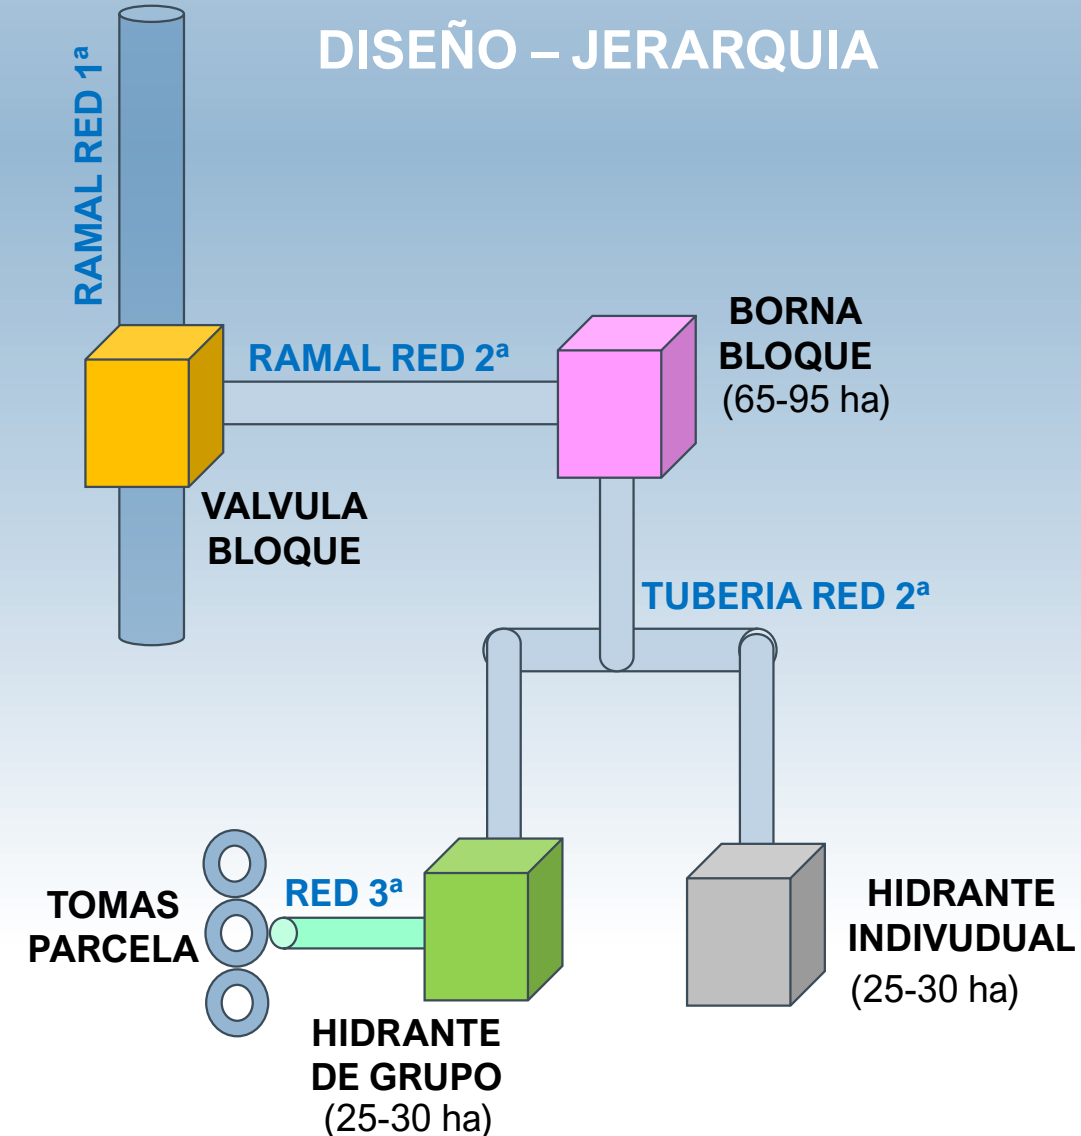 DISEÑO – JERARQUIA
RAMAL RED 1ª
RAMAL RED 2ª
BORNA
BLOQUE
(65-95 ha)
VALVULA
BLOQUE
TUBERIA RED 2ª
TOMAS
PARCELA
RED 3ª
HIDRANTE
INDIVUDUAL
(25-30 ha)
HIDRANTE
DE GRUPO
(25-30 ha)